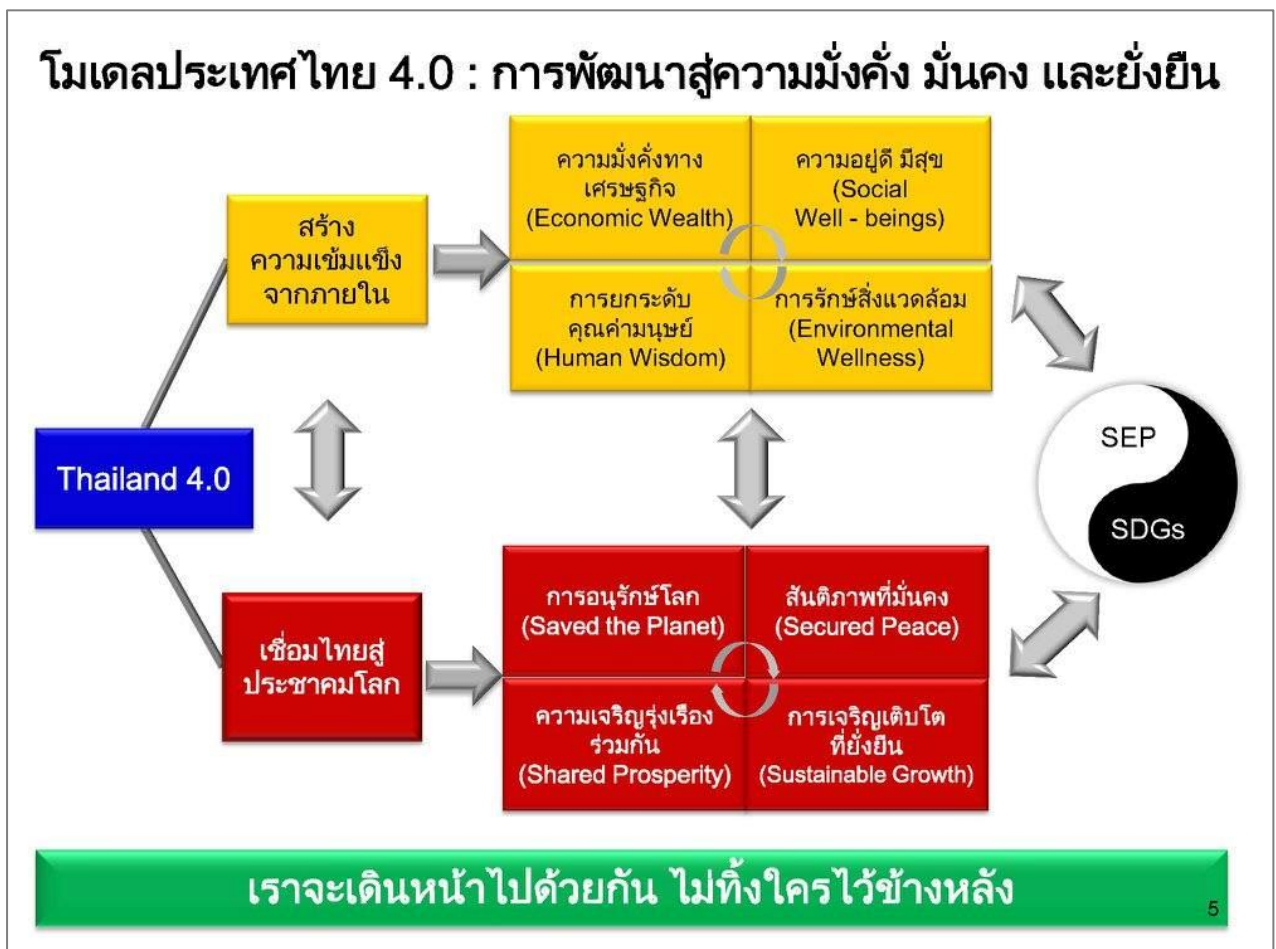 โมเดลประเทศไทย 4.0 : การพัฒนาสู่ความมั่งคั่ง มั่นคง และยั่งยืน
สร้าง
ความเข้มแข็ง
จากภายใน
ความมั่งคั่งทาง
เศรษฐกิจ
(Economic Wealth)
ความอยู่ดี มีสุข
(Social
Well - beings)
การยกระดับ
คุณค่ามนุษย์
(Human Wisdom)
การรักษ์สิ่งแวดล้อม
(Environmental
Wellness)
Thailand 4.0
SEP
SDGs
เชื่อมไทยสู่
ประชาคมโลก
การอนุรักษ์โลก
(Saved the Planet)
สันติภาพที่มั่นคง
(Secured Peace)
ความเจริญรุ่งเรือง
ร่วมกัน
(Shared Prosperity)
การเจริญเติบโต
ที่ยั่งยืน
(Sustainable Growth)
เราจะเดินหน้าไปด้วยกัน ไม่ทิ้งใครไว้ข้างหลัง
5